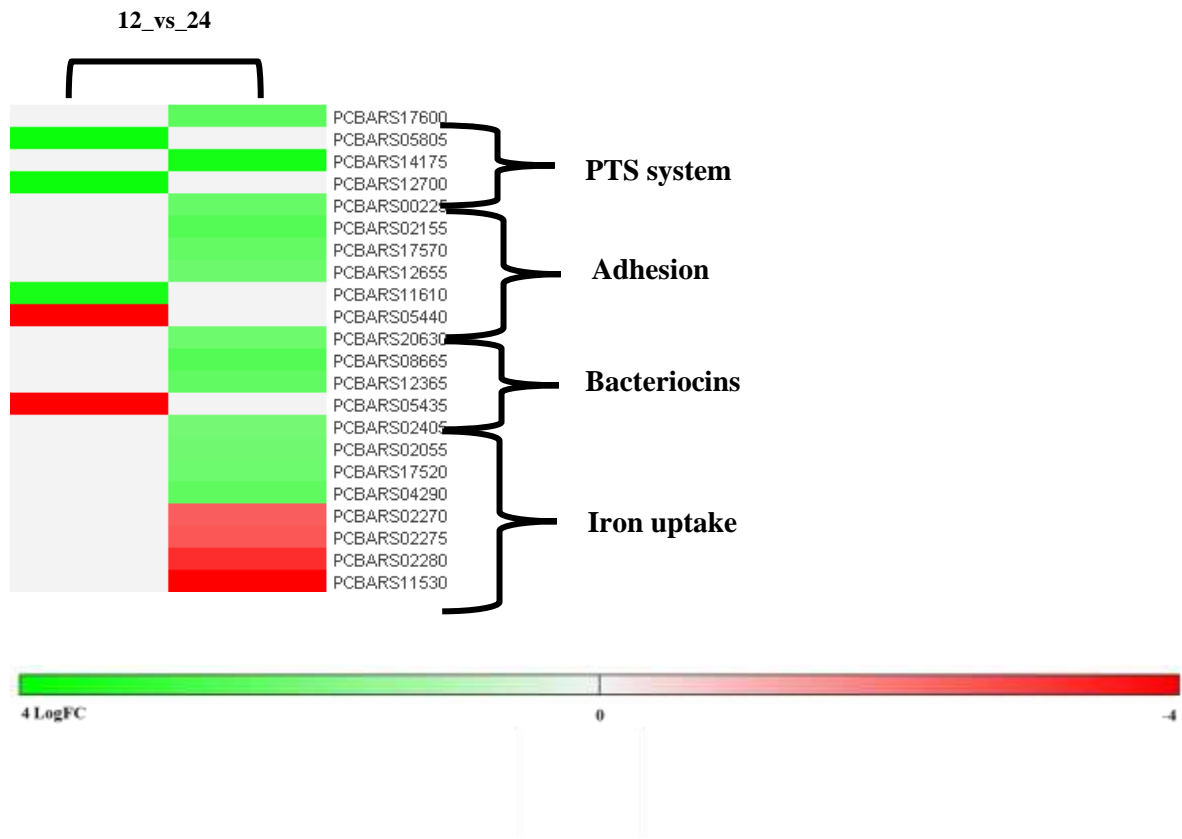 12_vs_24
PCBARS17600
PCBARS05805
PCBARS14175
PCBARS12700
PCBARS00225
PCBARS02155
PCBARS17570
PCBARS12655
PCBARS11610
PCBARS05440
PCBARS20630
PCBARS08665
PCBARS12365
PCBARS05435
PCBARS02405
PCBARS02055
PCBARS17520
PCBARS04290
PCBARS02270
PCBARS02275
PCBARS02280
PCBARS11530
PTS system
Adhesion
Bacteriocins
Iron uptake
4 LogFC 0 -4